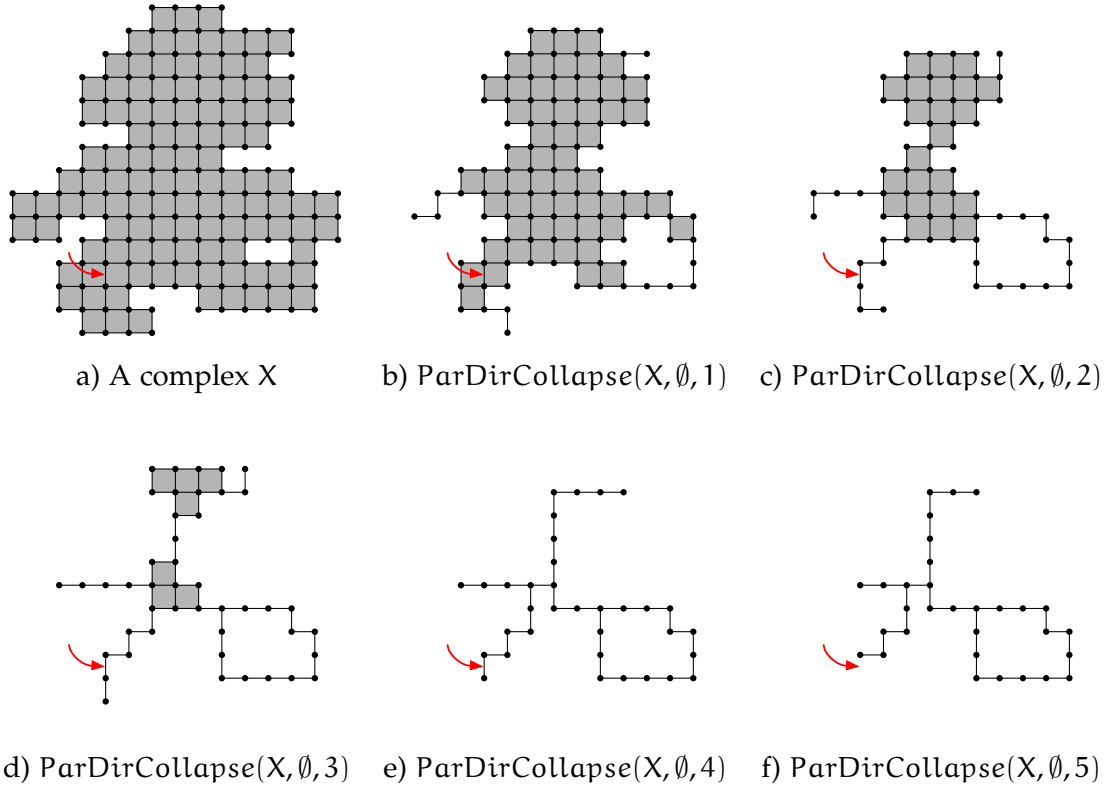 a) A complex X
b) ParDirCollapse(X, ∅, 1)
c) ParDirCollapse(X, ∅, 2)
d) ParDirCollapse(X, ∅, 3)
e) ParDirCollapse(X, ∅, 4)
f) ParDirCollapse(X, ∅, 5)